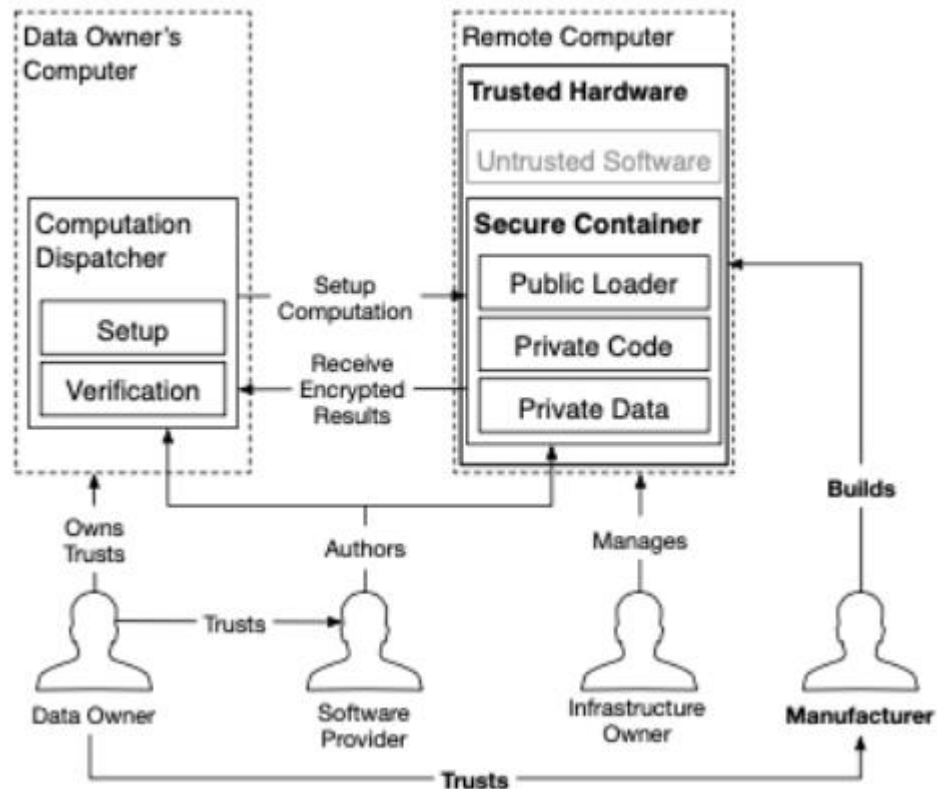 Data Owner's
Computer
Remote Computer
Trusted Hardware
Untrusted Software
Computation
Dispatcher
Setup
Verification
Setup
Computation
Receive
Encrypted
Results
Secure Container
Public Loader
Private Code
Private Data
Owns
Trusts
Authors
Manages
Builds
Trusts
Data Owner
Software
Provider
Infrastructure
Owner
Manufacturer
Trusts